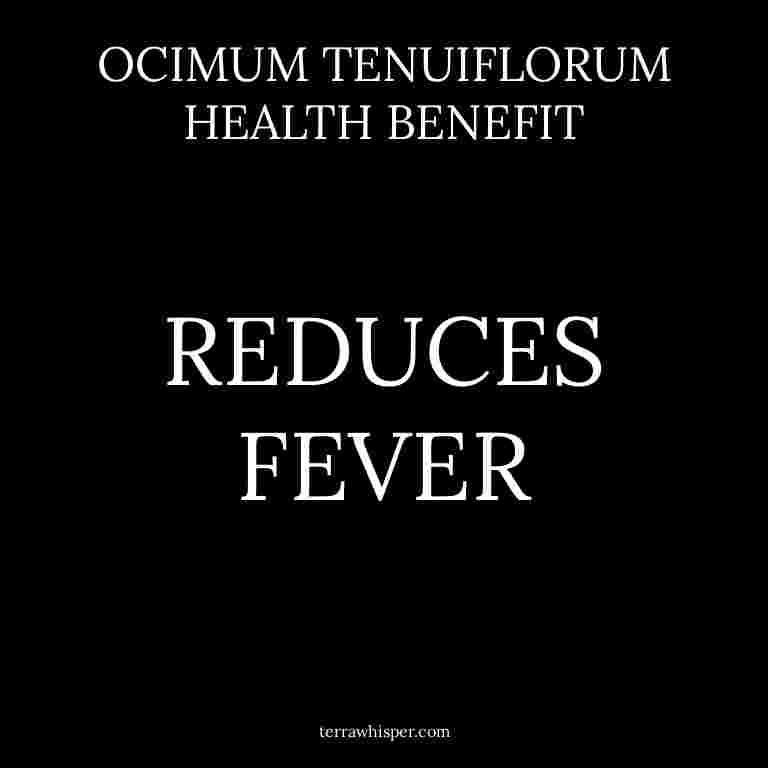 OCIMUM TENUIFLORUM
HEALTH BENEFIT
REDUCES
FEVER
terrawhisper.com